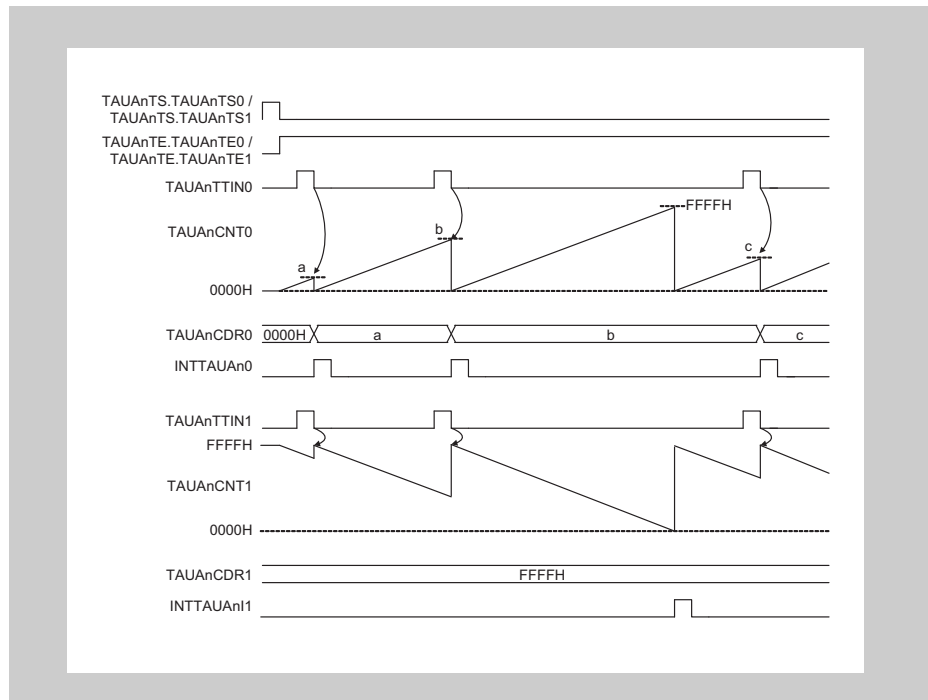 TAUAnTS.TAUAnTS0 /
TAUAnTS.TAUAnTS1
TAUAnTE.TAUAnTE0 /
TAUAnTE.TAUAnTE1
TAUAnTTIN0
FFFFH
TAUAnCNT0
b
c
a
0000H
TAUAnCDR0 0000H a b c
INTTAUAn0
TAUAnTTIN1
FFFFH
TAUAnCNT1
0000H
TAUAnCDR1 FFFFH
INTTAUAnI1